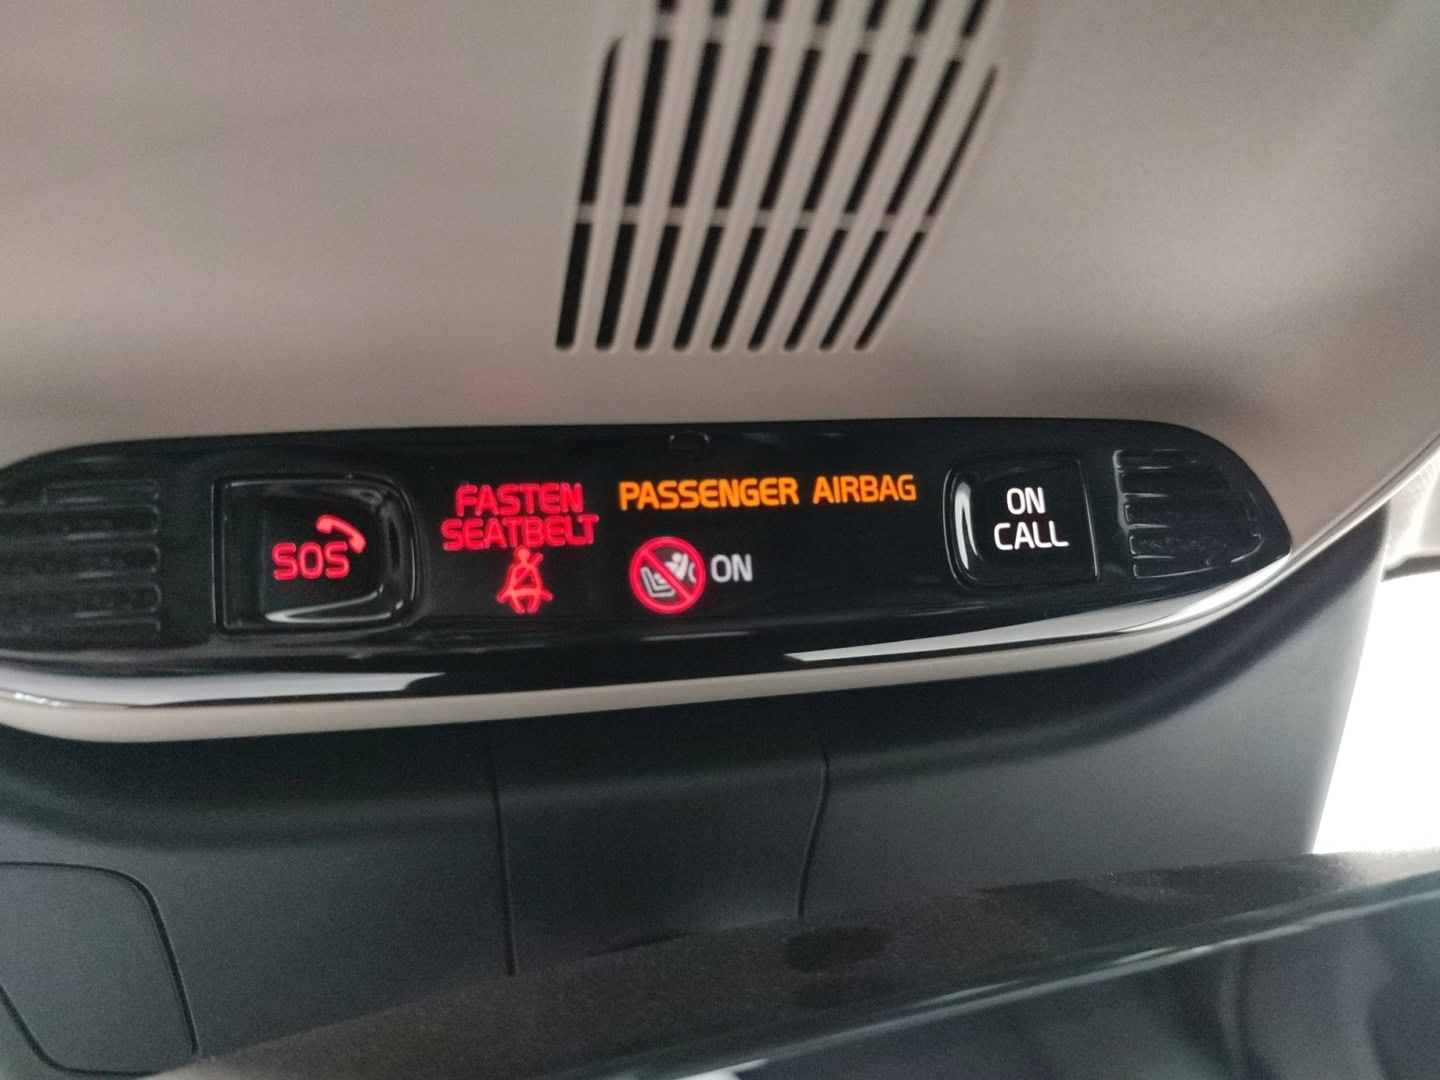 SOS
FASTEN
SEATBELT
PASSENGER AIRBAG
ON
ON
CALL